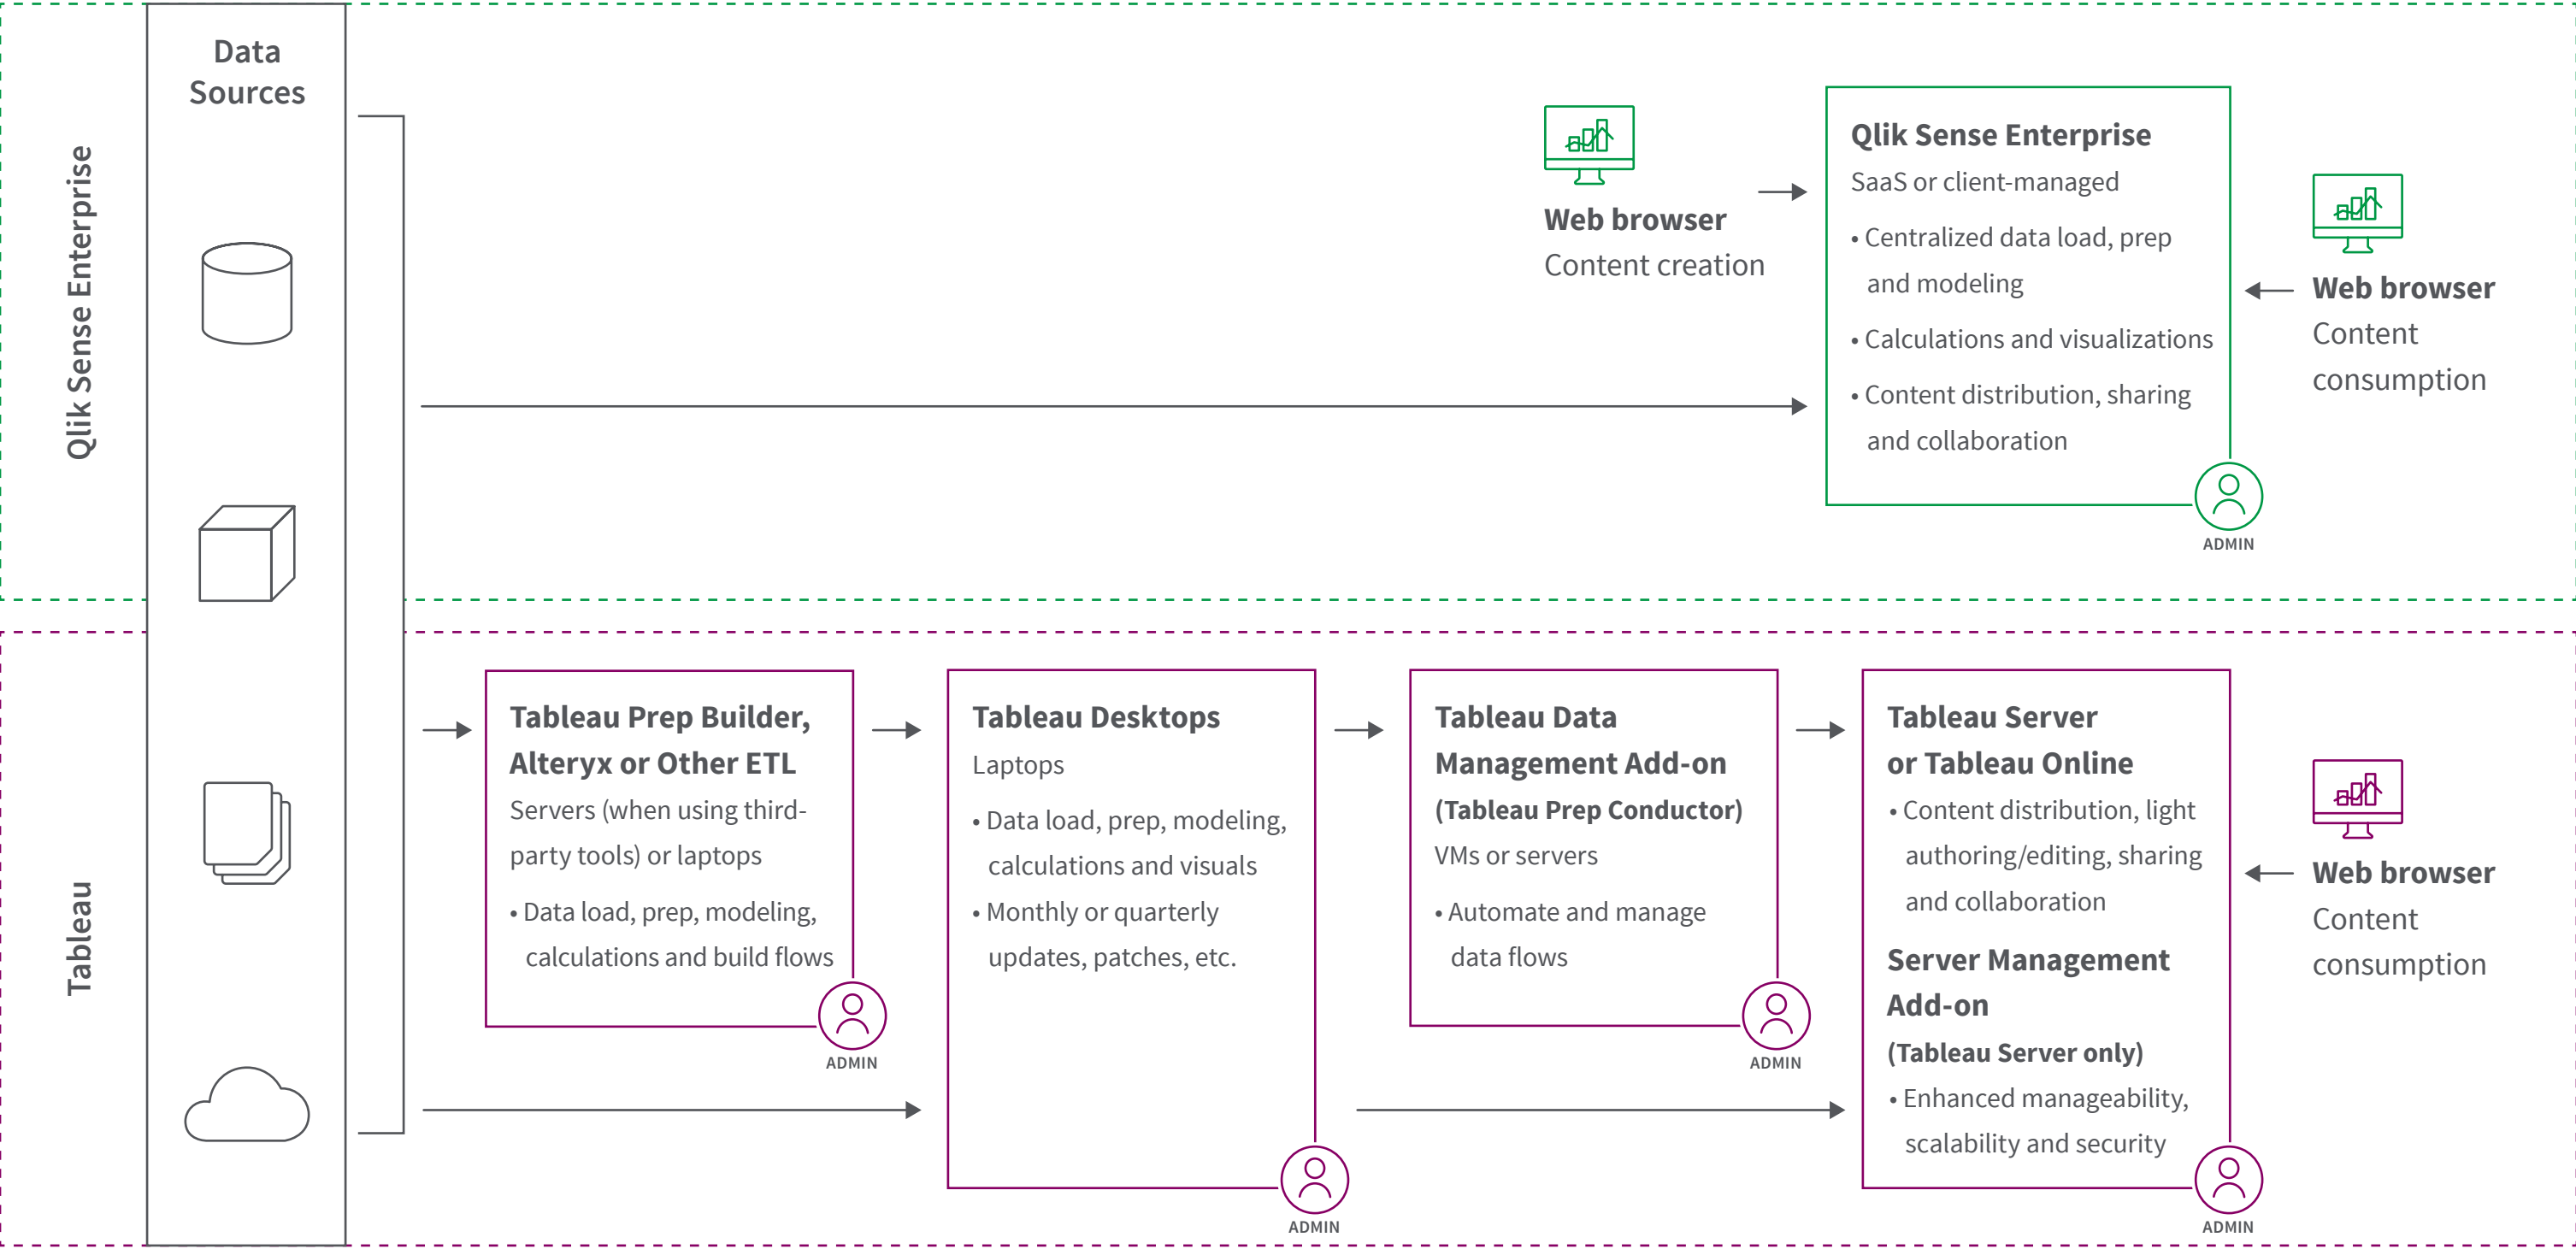 Data
Sources
Qlik Sense Enterprise
Web browser
Content creation
Qlik Sense Enterprise
SaaS or client-managed
• Centralized data load, prep
and modeling
• Calculations and visualizations
• Content distribution, sharing
and collaboration
ADMIN
Web browser
Content
consumption
Tableau
Tableau Prep Builder,
Alteryx or Other ETL
Servers (when using third-
party tools) or laptops
• Data load, prep, modeling,
calculations and build flows
ADMIN
Tableau Desktops
Laptops
• Data load, prep, modeling,
calculations and visuals
• Monthly or quarterly
updates, patches, etc.
ADMIN
Tableau Data
Management Add-on
(Tableau Prep Conductor)
VMs or servers
• Automate and manage
data flows
ADMIN
Tableau Server
or Tableau Online
• Content distribution, light
authoring/editing, sharing
and collaboration
Server Management
Add-on
(Tableau Server only)
• Enhanced manageability,
scalability and security
ADMIN
Web browser
Content
consumption